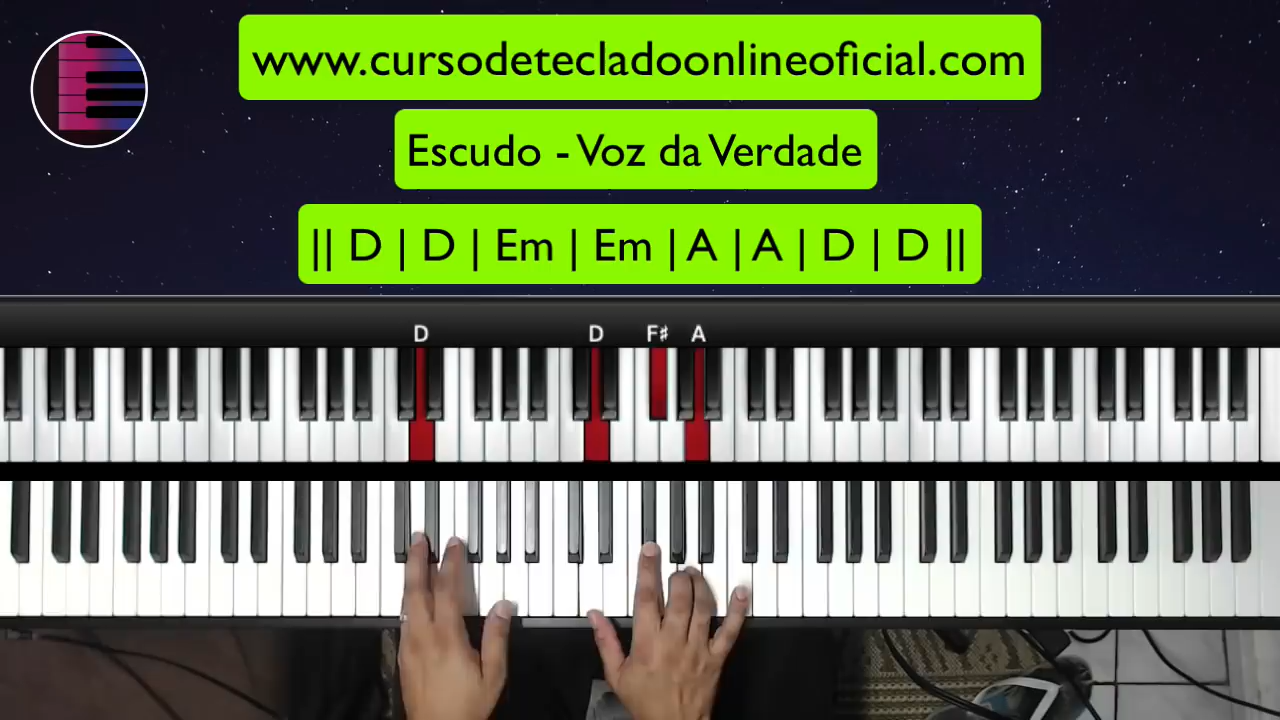 www.cursodetecladoonlineoficial.com
Escudo - Voz da Verdade
|| D | D | Em | Em | A | A | D | D ||
D D F♯ A